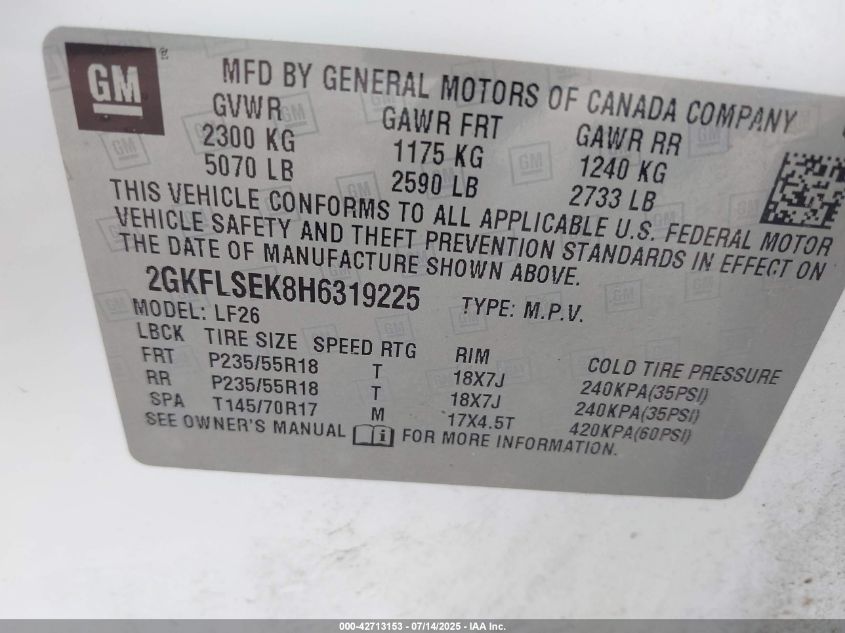 GM
MFD BY GENERAL MOTORS OF CANADA COMPANY
GVWR GAWR FRT GAWR RR
2300 KG 1175 KG 1240 KG
5070 LB 2590 LB 2733 LB
THIS VEHICLE CONFORMS TO ALL APPLICABLE U.S. FEDERAL MOTOR
VEHICLE SAFETY AND THEFT PREVENTION STANDARDS IN EFFECT ON
THE DATE OF MANUFACTURE SHOWN ABOVE.
2GKFLSEK8H6319225 TYPE: M.P.V.
MODEL: LF26
LBCK TIRE SIZE SPEED RTG RIM COLD TIRE PRESSURE
FRT P235/55R18 T 18X7J 240KPA(35PSI)
RR P235/55R18 T 18X7J 240KPA(35PSI)
SPA T145/70R17 M 17X4.5T 420KPA(60PSI)
SEE OWNER'S MANUAL i FOR MORE INFORMATION.
000-42713153 - 07/14/2025 - IAA Inc.